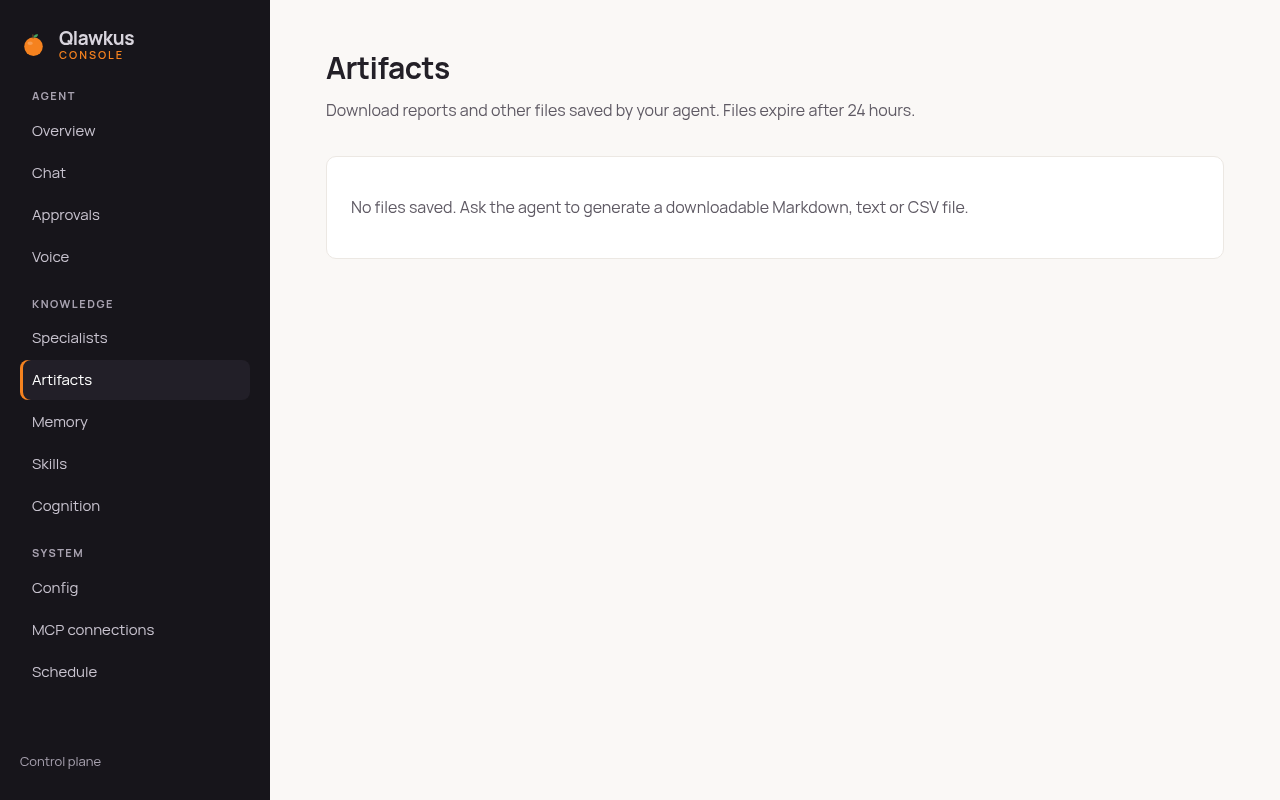 Qlawkus
CONSOLE
AGENT
Overview
Chat
Approvals
Voice
KNOWLEDGE
Specialists
Artifacts
Memory
Skills
Cognition
SYSTEM
Config
MCP connections
Schedule
Control plane
Artifacts
Download reports and other files saved by your agent. Files expire after 24 hours.
No files saved. Ask the agent to generate a downloadable Markdown, text or CSV file.